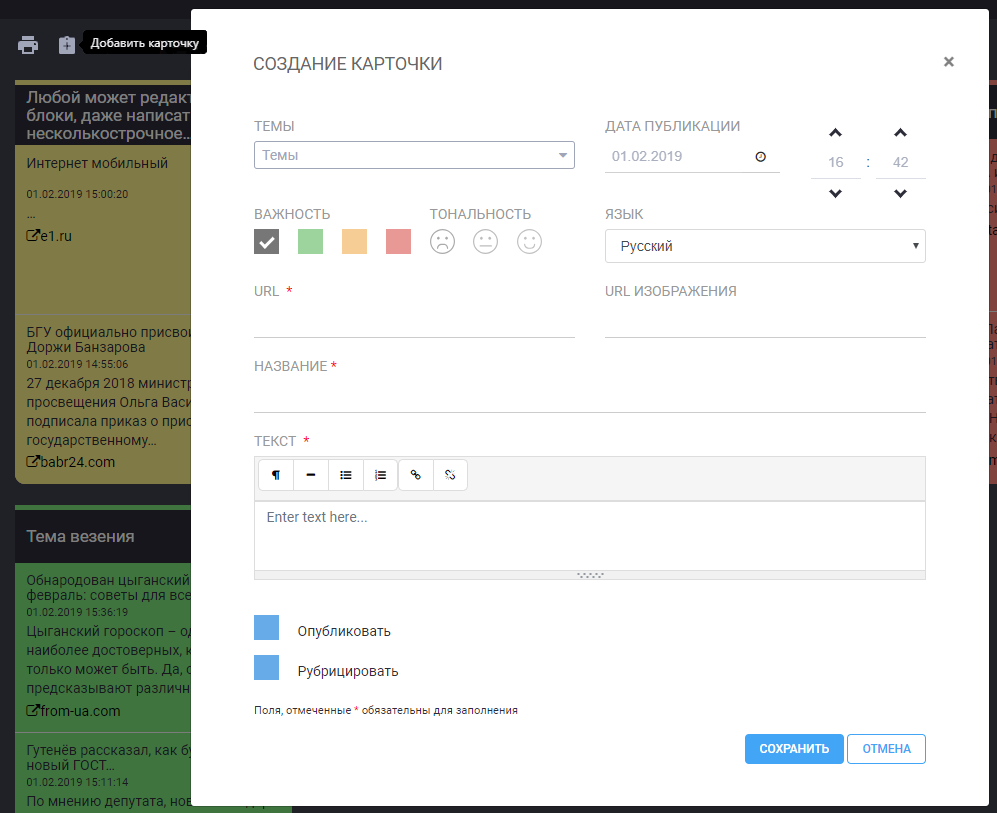 Добавить карточку
Любой может редакт
блоки, даже написат
несколькострочное...
Интернет мобильный
01.02.2019 15:00:20
...
e1.ru
БГУ официально присвои
Доржи Банзарова
01.02.2019 14:55:06
27 декабря 2018 министр
просвещения Ольга Васи
подписала приказ о прис
государственному...
babr24.com
Тема везения
Обнародован цыганский
февраль: советы для все
01.02.2019 15:36:19
Цыганский гороскоп – од
наиболее достоверных, к
только может быть. Да, с
предсказывают различн
from-ua.com
Гутенёв рассказал, как бу
новый ГОСТ...
01.02.2019 15:11:14
По мнению депутата, нов
СОЗДАНИЕ КАРТОЧКИ
×
ТЕМЫ
Темы
ДАТА ПУБЛИКАЦИИ
01.02.2019
16 : 42
ВАЖНОСТЬ
ТОНАЛЬНОСТЬ
ЯЗЫК
Русский
URL *
URL ИЗОБРАЖЕНИЯ
НАЗВАНИЕ *
ТЕКСТ *
Enter text here...
Опубликовать
Рубрицировать
Поля, отмеченные * обязательны для заполнения
СОХРАНИТЬ
ОТМЕНА